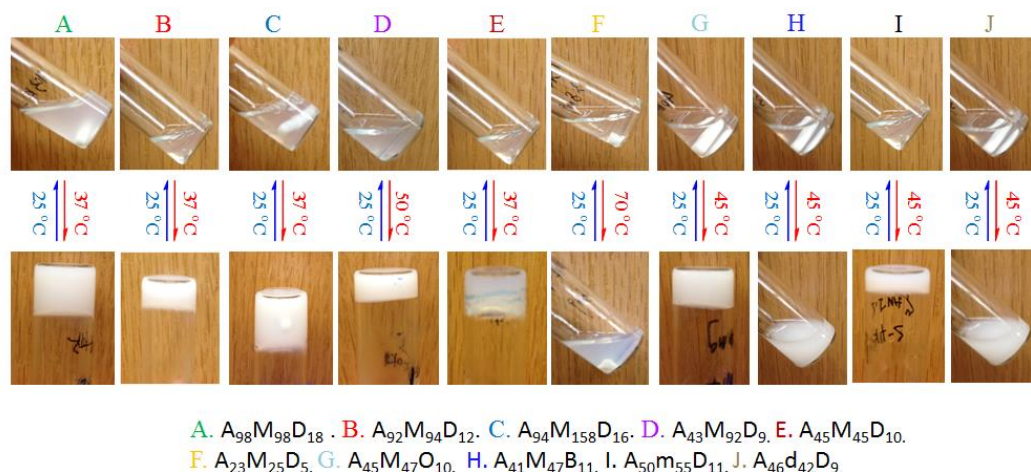 A B C D E F G H I J
37 °C 25 °C 37 °C 25 °C 37 °C 25 °C 50 °C 25 °C 37 °C 25 °C 70 °C 25 °C 45 °C 25 °C 45 °C 25 °C 45 °C 25 °C 45 °C 25 °C
A. A₉₈M₉₈D₁₈ . B. A₉₂M₉₄D₁₂. C. A₉₄M₁₅₈D₁₆. D. A₄₃M₉₂D₉. E. A₄₅M₄₅D₁₀.
F. A₂₃M₂₅D₅. G. A₄₅M₄₇O₁₀. H. A₄₁M₄₇B₁₁, I. A₅₀m₅₅D₁₁, J. A₄₆d₄₂D₉